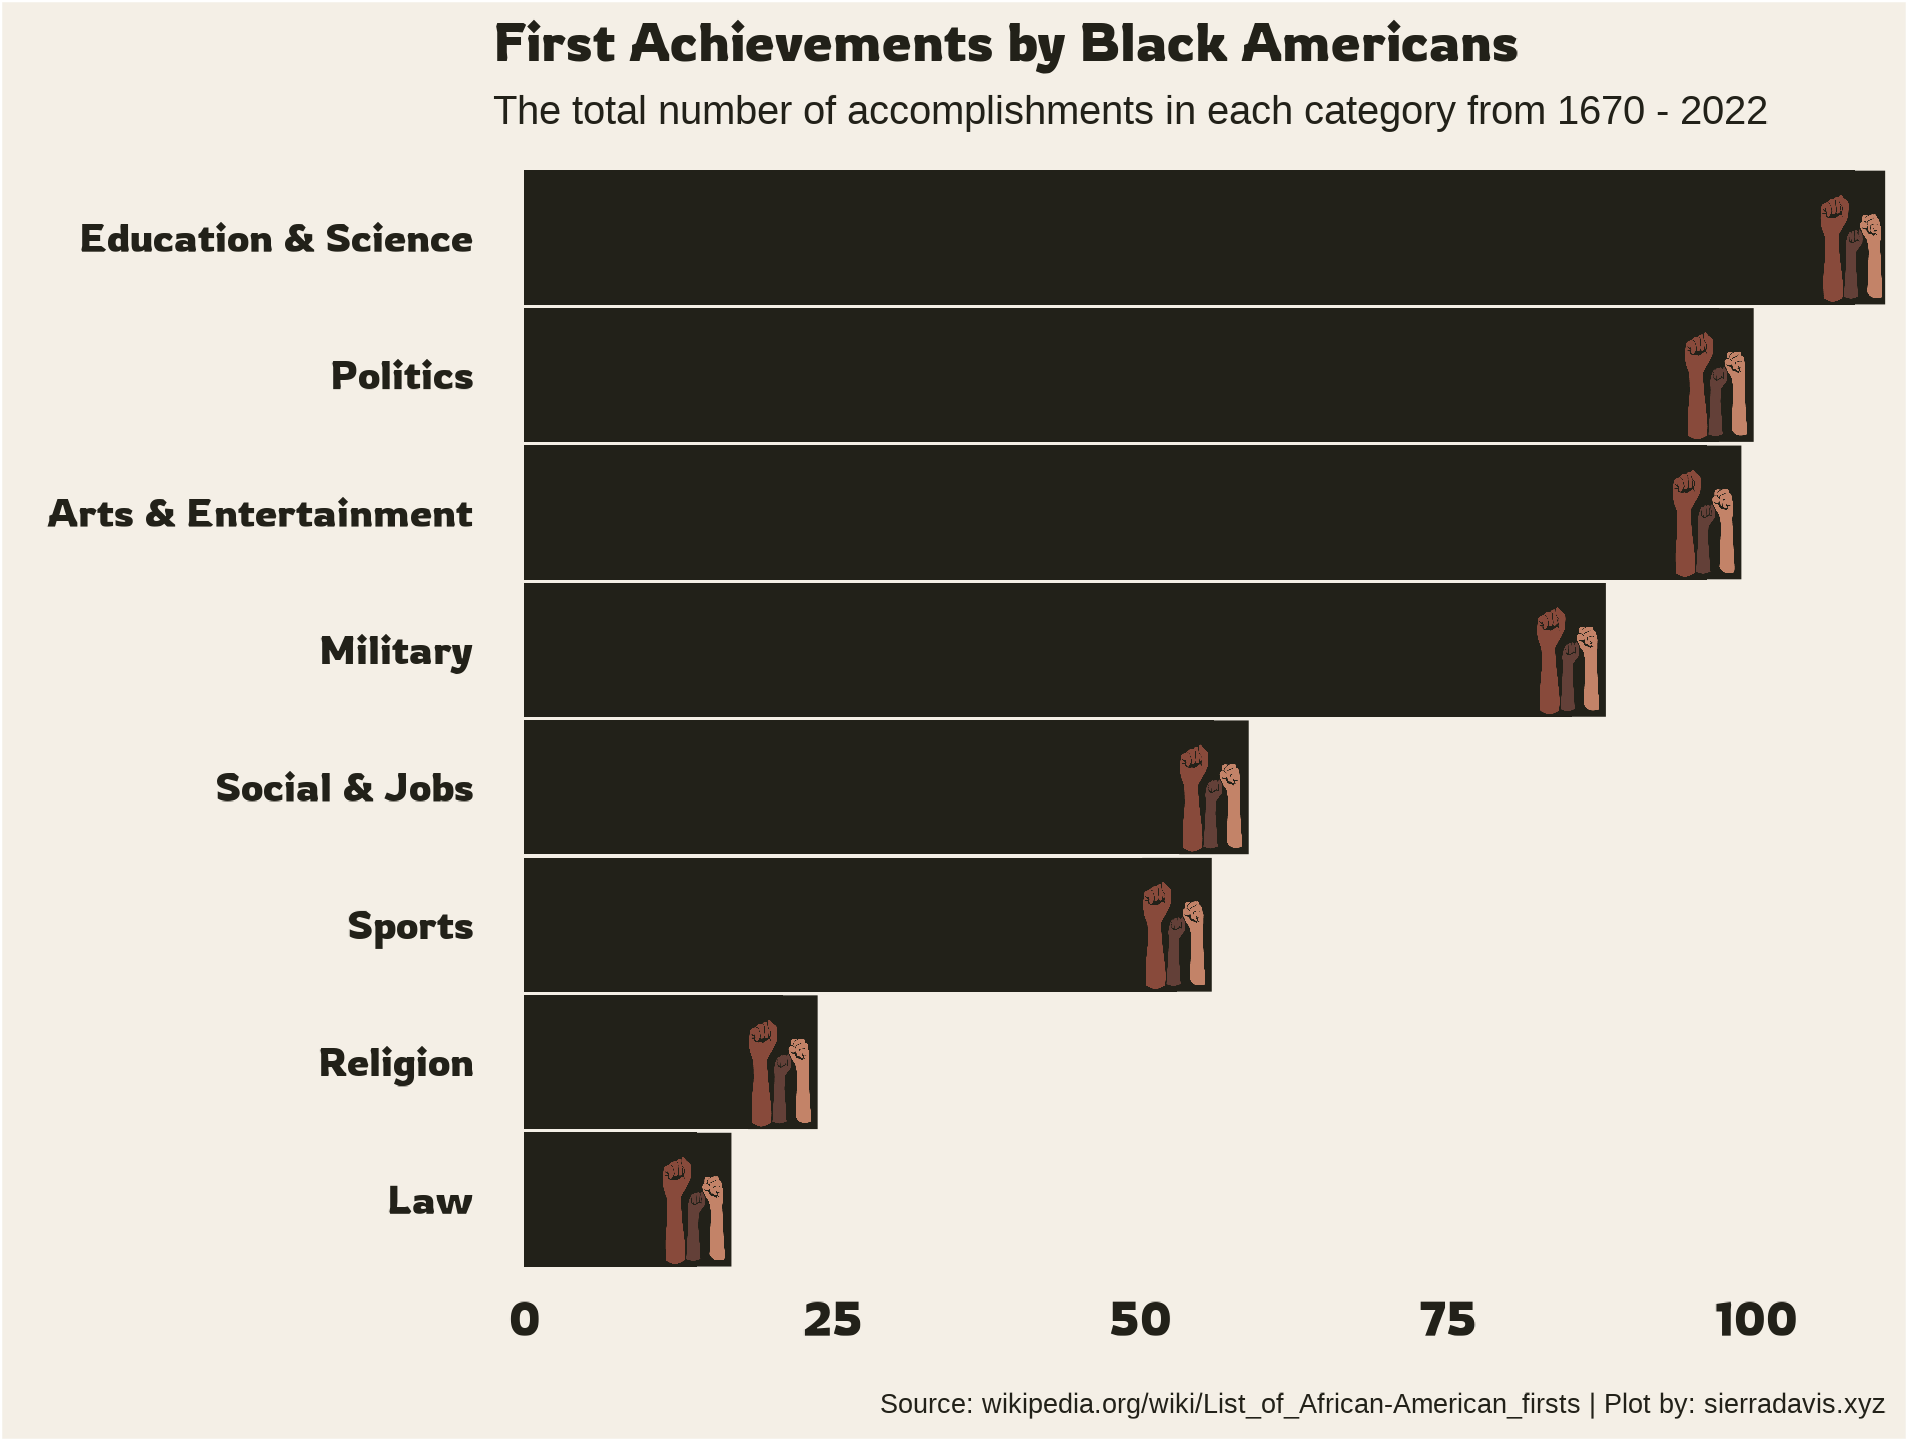 First Achievements by Black Americans
The total number of accomplishments in each category from 1670 - 2022
Education & Science
Politics
Arts & Entertainment
Military
Social & Jobs
Sports
Religion
Law
0 25 50 75 100
Source: wikipedia.org/wiki/List_of_African-American_firsts | Plot by: sierradavis.xyz